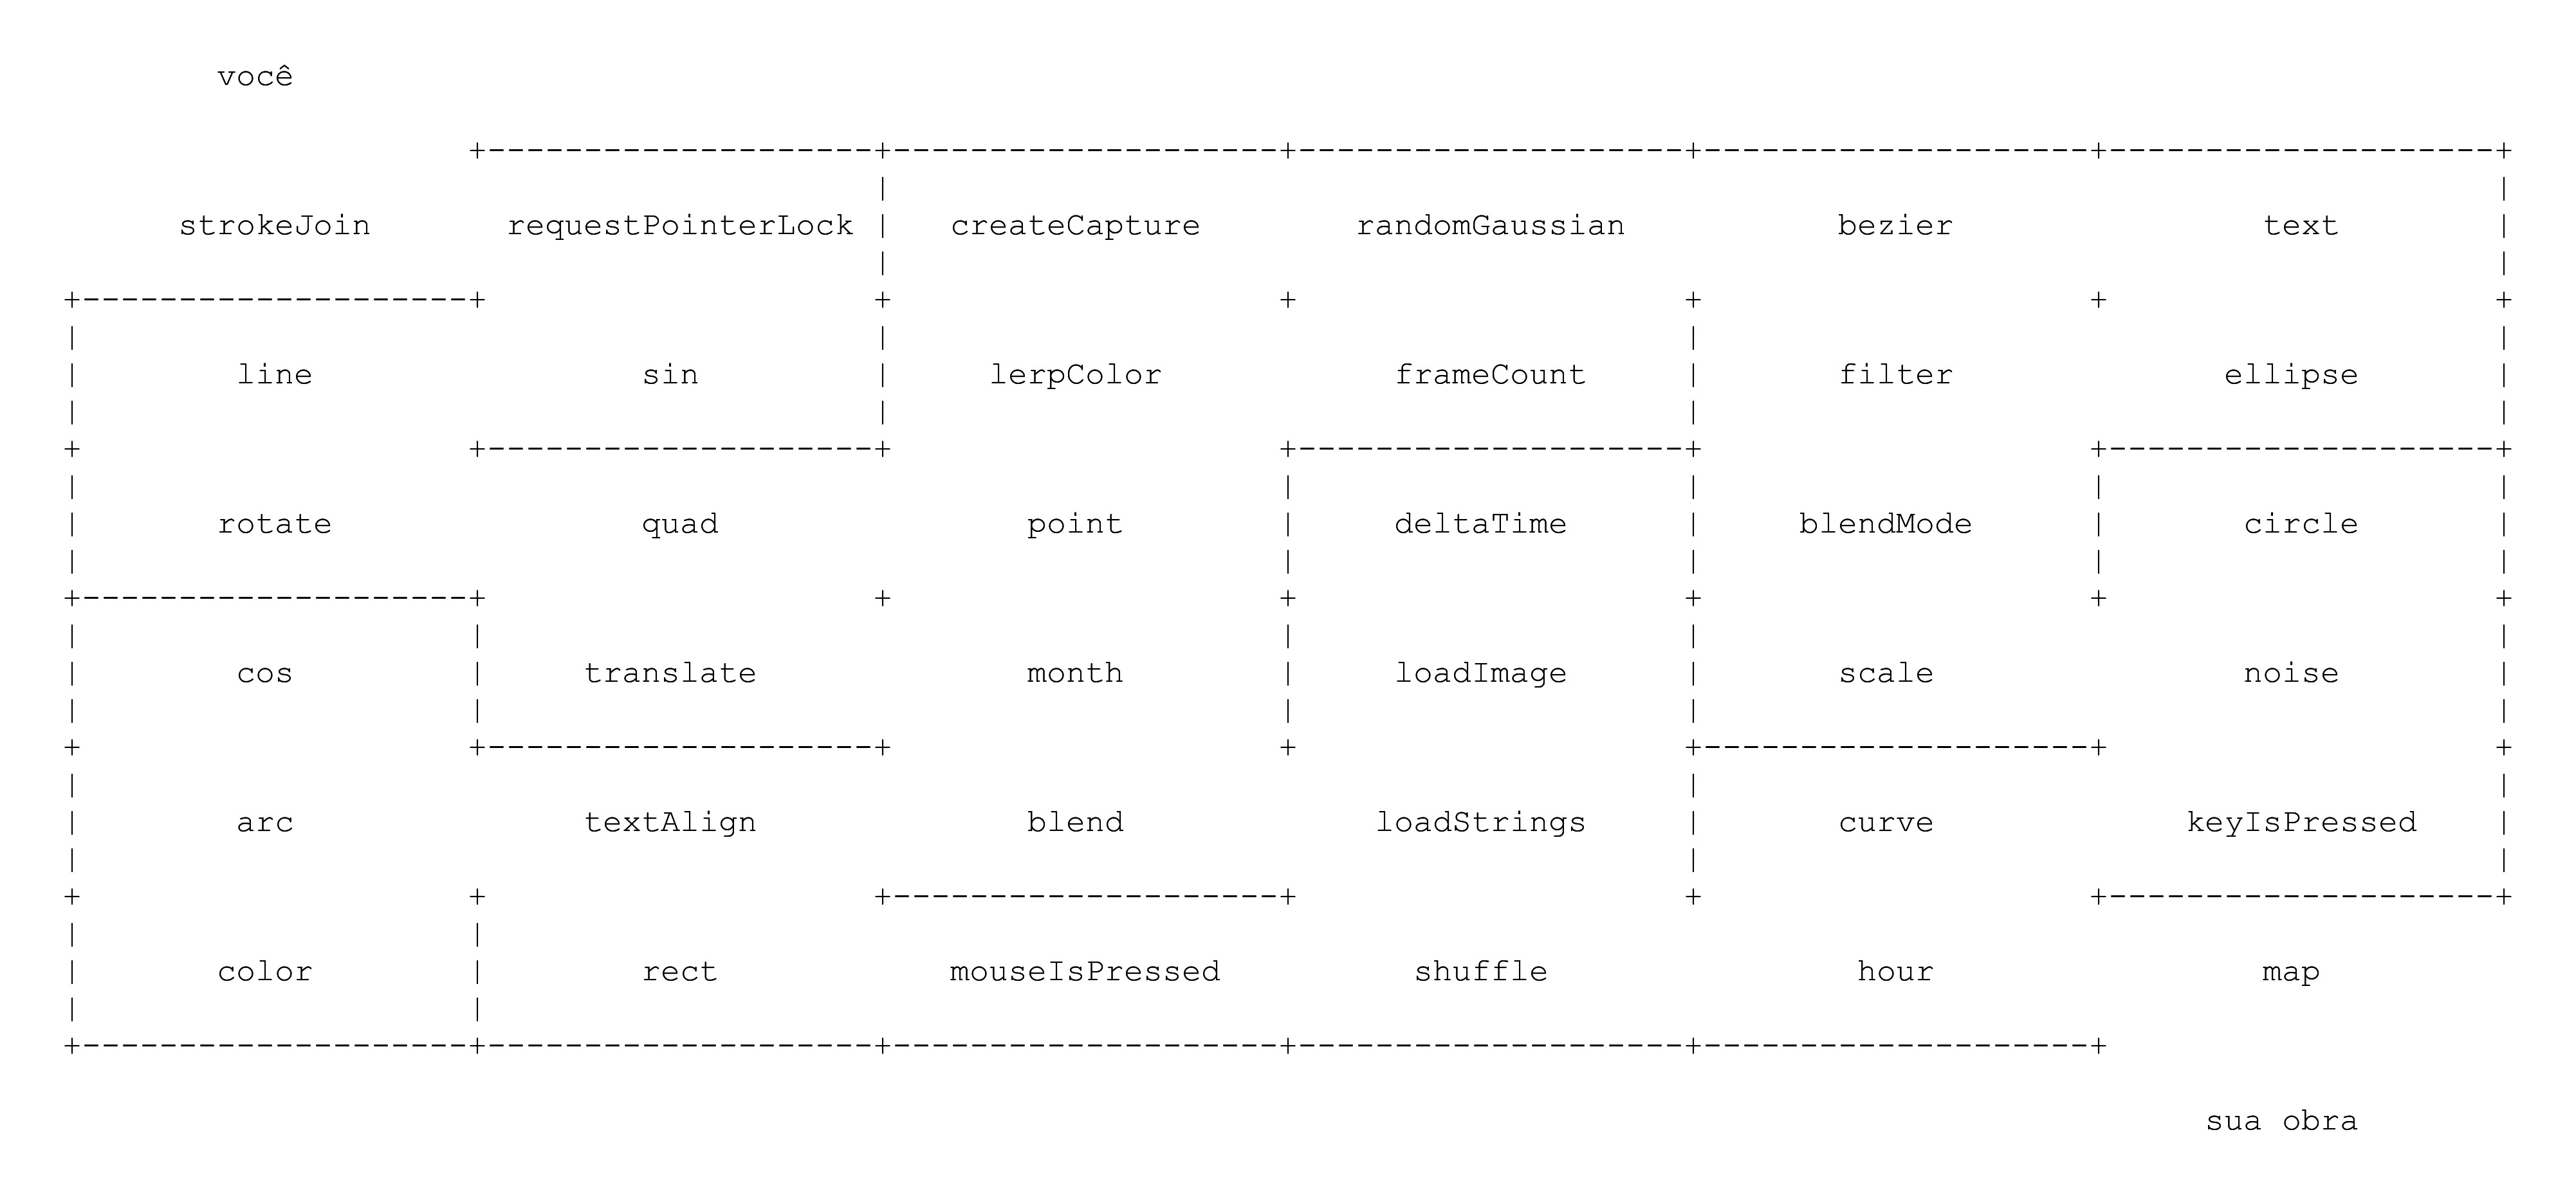 você
strokeJoin requestPointerLock createCapture randomGaussian bezier text
line sin lerpColor frameCount filter ellipse
rotate quad point deltaTime blendMode circle
cos translate month loadImage scale noise
arc textAlign blend loadStrings curve keyIsPressed
color rect mouseIsPressed shuffle hour map
sua obra